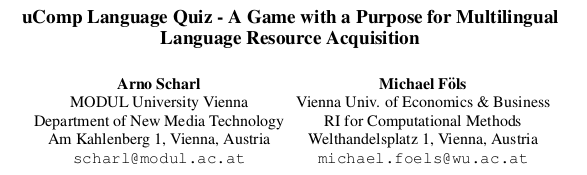 uComp Language Quiz - A Game with a Purpose for Multilingual
Language Resource Acquisition
Arno Scharl
MODUL University Vienna
Department of New Media Technology
Am Kahlenberg 1, Vienna, Austria
scharl@modul.ac.at
Michael Föls
Vienna Univ. of Economics & Business
RI for Computational Methods
Welthandelsplatz 1, Vienna, Austria
michael.foels@wu.ac.at